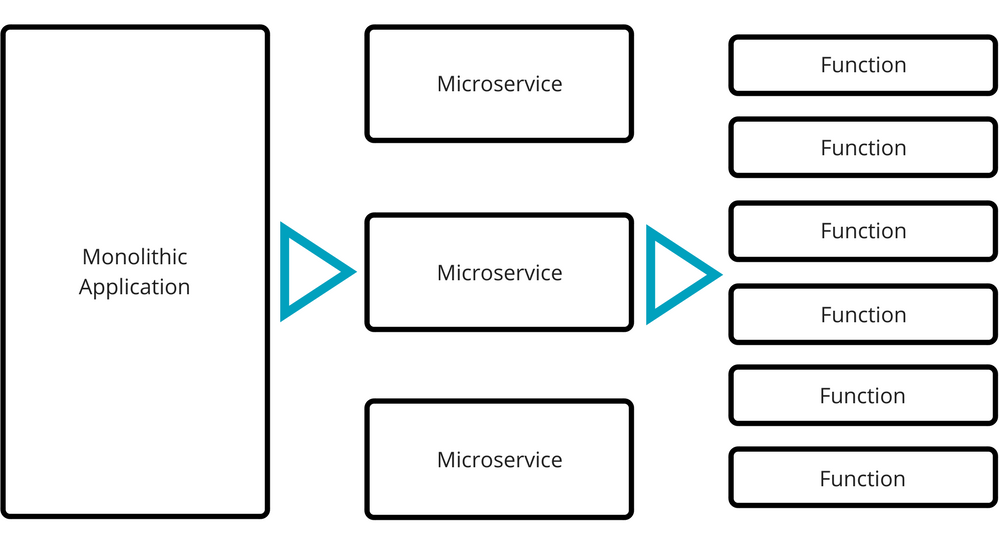 Monolithic
Application
Microservice
Microservice
Microservice
Function
Function
Function
Function
Function
Function